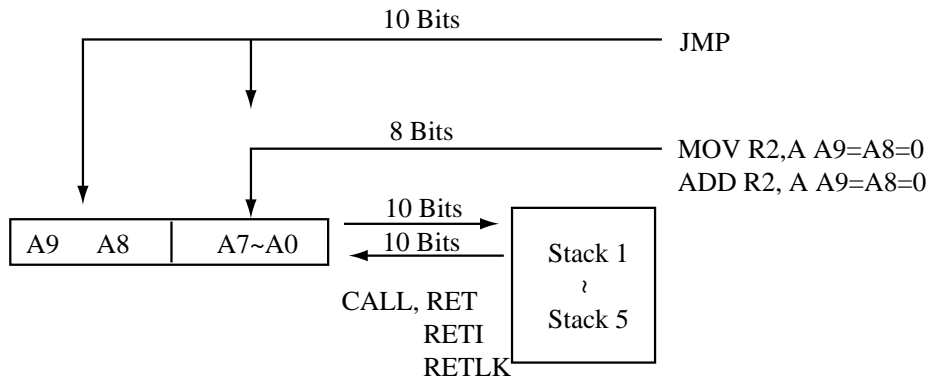 10 Bits
JMP
8 Bits
MOV R2,A A9=A8=0
ADD R2, A A9=A8=0
10 Bits
A9 A8 A7~A0
10 Bits
Stack 1
~
Stack 5
CALL, RET
RETI
RETLK